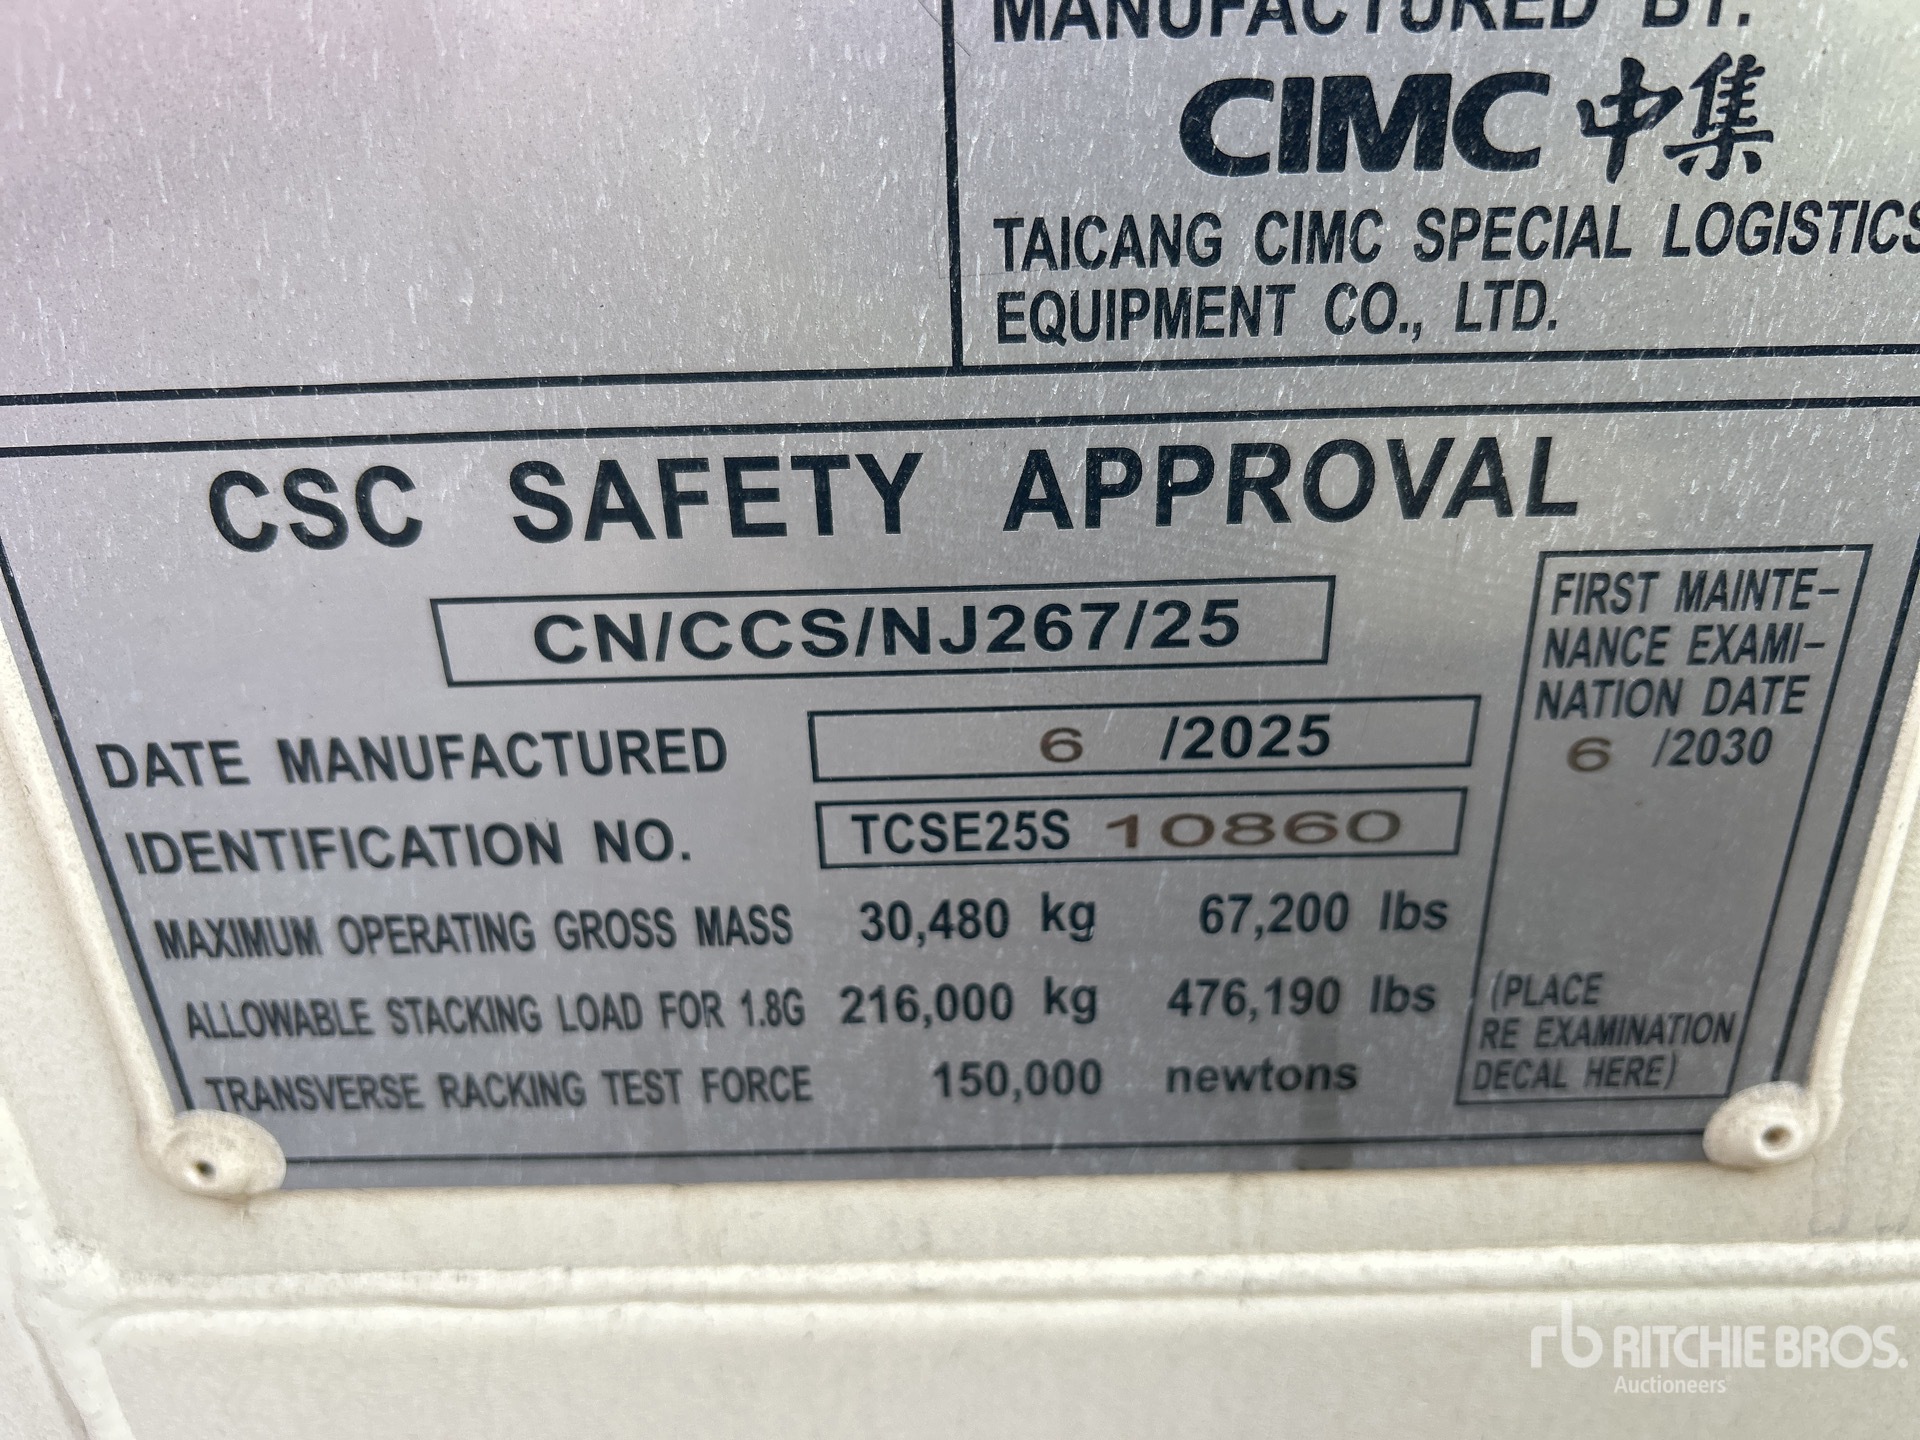 MANUFACTURED BY:
CIMC 中集
TAICANG CIMC SPECIAL LOGISTICS
EQUIPMENT CO., LTD.
CSC SAFETY APPROVAL
CN/CCS/NJ267/25
DATE MANUFACTURED 6 /2025
IDENTIFICATION NO. TCSE25S 10860
MAXIMUM OPERATING GROSS MASS 30,480 kg 67,200 lbs
ALLOWABLE STACKING LOAD FOR 1.8G 216,000 kg 476,190 lbs
TRANSVERSE RACKING TEST FORCE 150,000 newtons
FIRST MAINTE-
NANCE EXAMI-
NATION DATE
6 /2030
(PLACE
RE EXAMINATION
DECAL HERE)
rb RITCHIE BROS.
Auctioneers